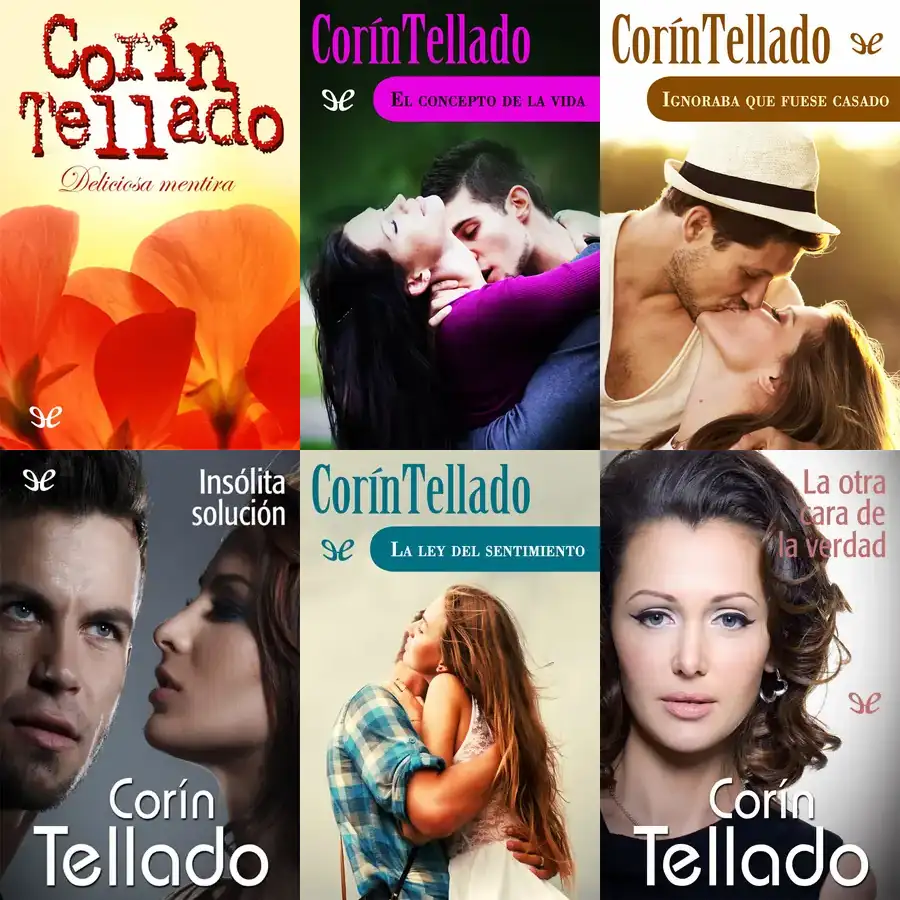 Corín
Tellado
Deliciosa mentira
CorínTellado
El concepto de la vida
CorínTellado
Ignoraba que fuese casado
Insólita
solución
Corín
Tellado
CorínTellado
La ley del sentimiento
La otra
cara de
la verdad
Corín
Tellado